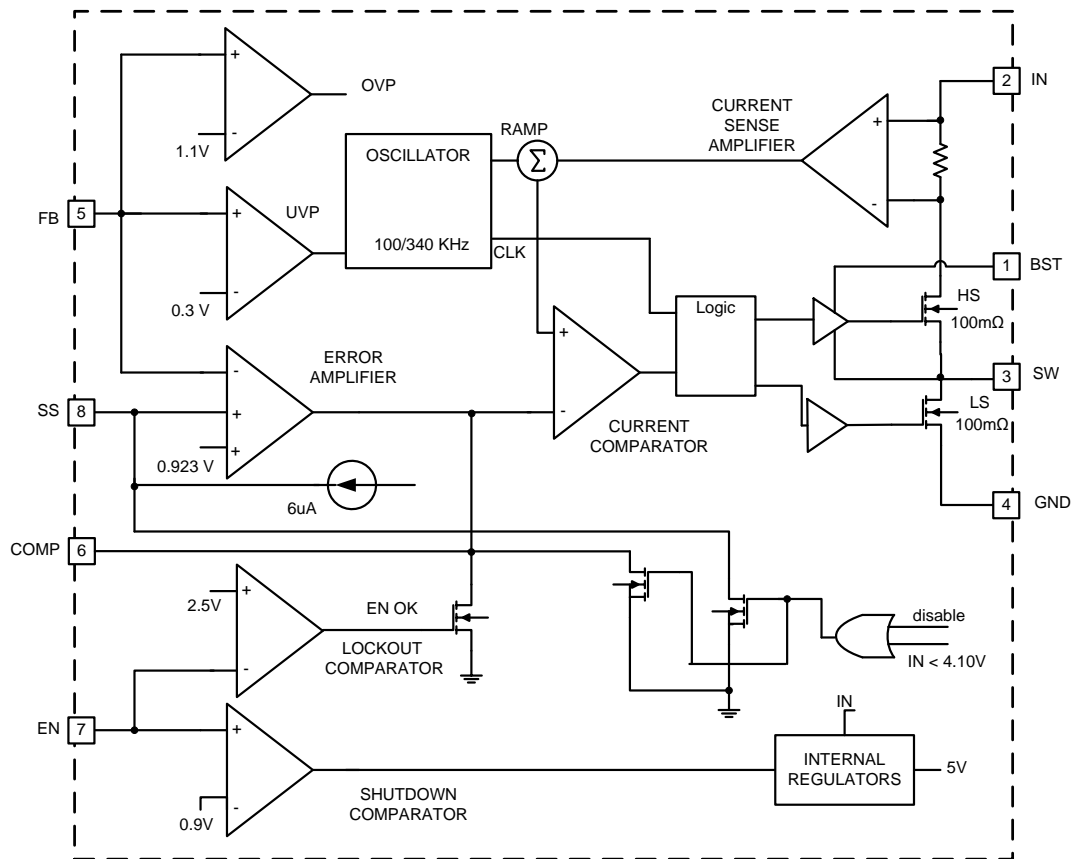 +
OVP
-
1.1V
CURRENT
SENSE
AMPLIFIER
+
-
2
IN
RAMP
OSCILLATOR
Σ
100/340 KHz
CLK
FB
5
+
UVP
-
0.3 V
1
BST
HS
100mΩ
Logic
+
-
CURRENT
COMPARATOR
3
SW
LS
100mΩ
4
GND
ERROR
AMPLIFIER
SS
8
-
+
+
0.923 V
6uA
COMP
6
+
2.5V
-
EN OK
LOCKOUT
COMPARATOR
disable
IN < 4.10V
EN
7
+
-
0.9V
SHUTDOWN
COMPARATOR
IN
INTERNAL
REGULATORS
5V